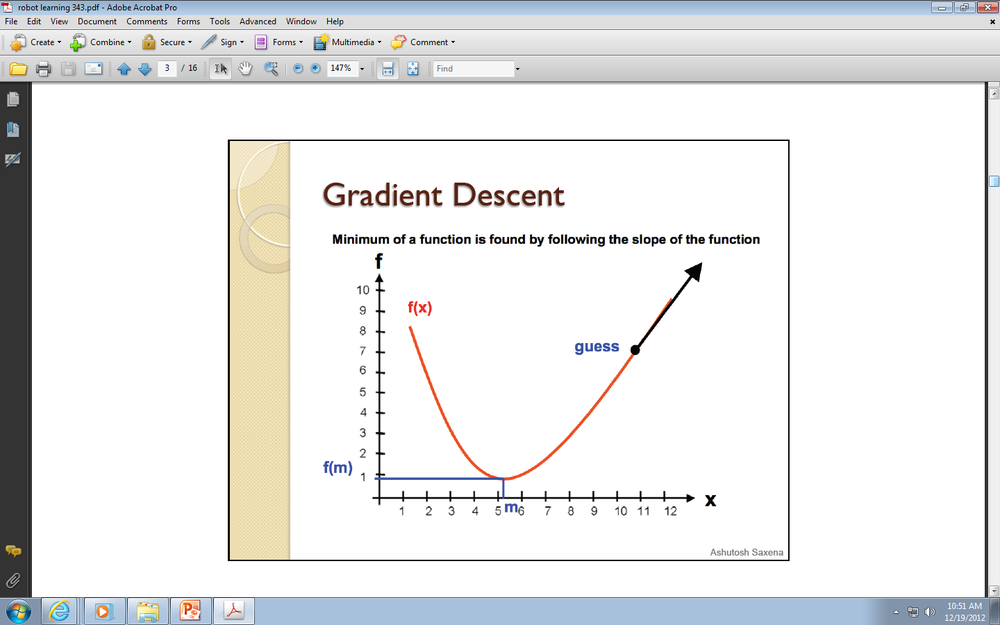 robot learning 343.pdf - Adobe Acrobat Pro
File Edit View Document Comments Forms Tools Advanced Window Help
Create Combine Secure Sign Forms Multimedia Comment
3 / 16 147% Find
Gradient Descent
Minimum of a function is found by following the slope of the function
f
10
9
8
7
6
5
4
3
2
1
f(x)
guess
f(m)
m
1 2 3 4 5 6 7 8 9 10 11 12
x
Ashutosh Saxena
10:51 AM
12/19/2012